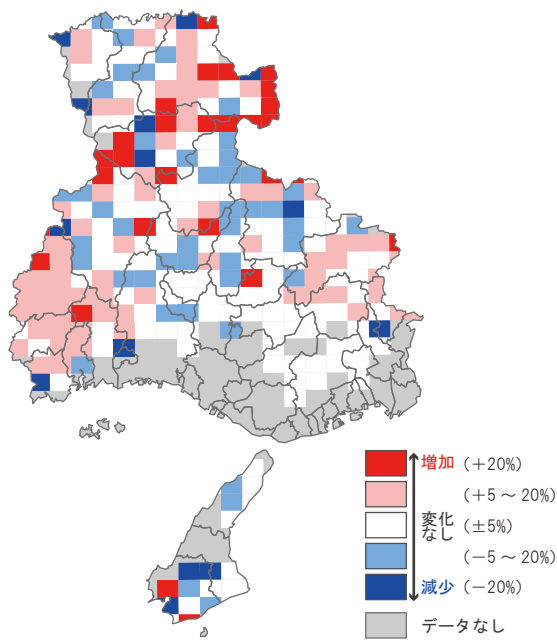 増加（＋20%）
（＋5 ～ 20%）
変化
なし（±5%）
（－5 ～ 20%）
減少（－20%）
データなし